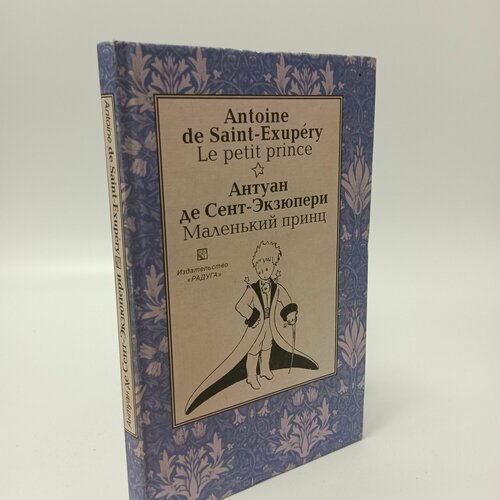 Antoine
de Saint-Exupéry
Le petit prince
Антуан
де Сент-Экзюпери
Маленький принц
Издательство
«РАДУГА»
Antoine de Saint-Exupéry
Антуан де Сент-Экзюпери